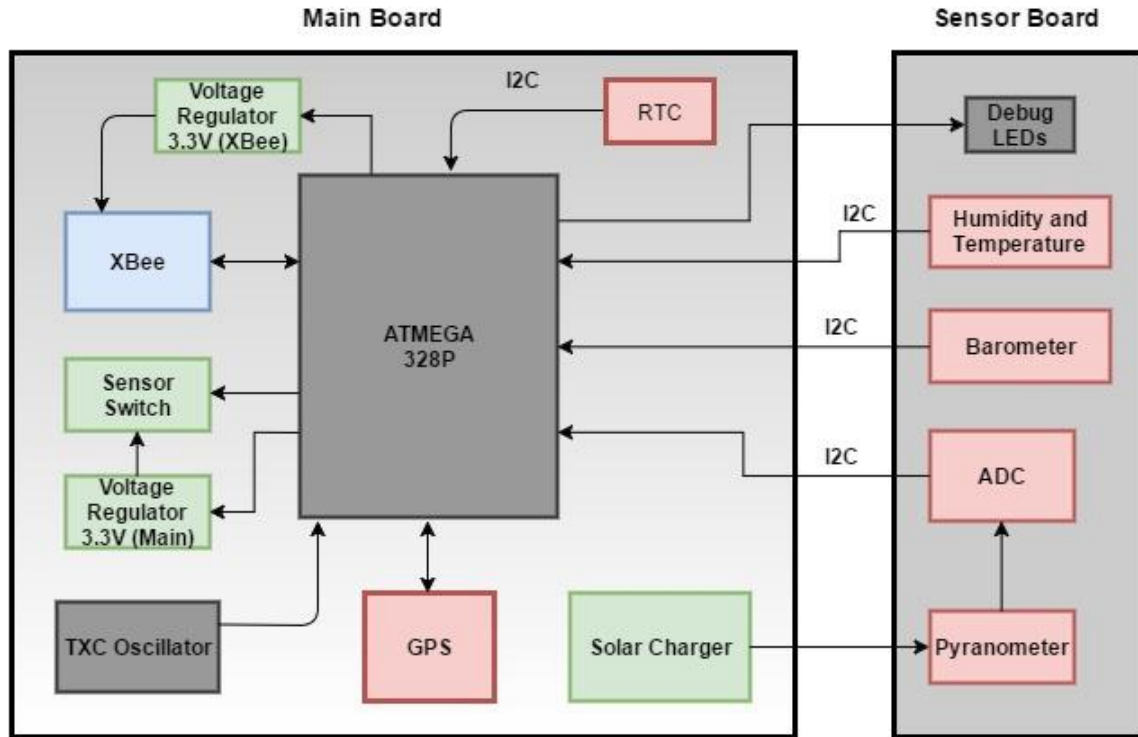 Main Board
Sensor Board
Voltage
Regulator
3.3V (XBee)
I2C
RTC
Debug
LEDs
XBee
I2C
Humidity and
Temperature
ATMEGA
328P
I2C
Barometer
Sensor
Switch
I2C
ADC
Voltage
Regulator
3.3V (Main)
TXC Oscillator
GPS
Solar Charger
Pyranometer